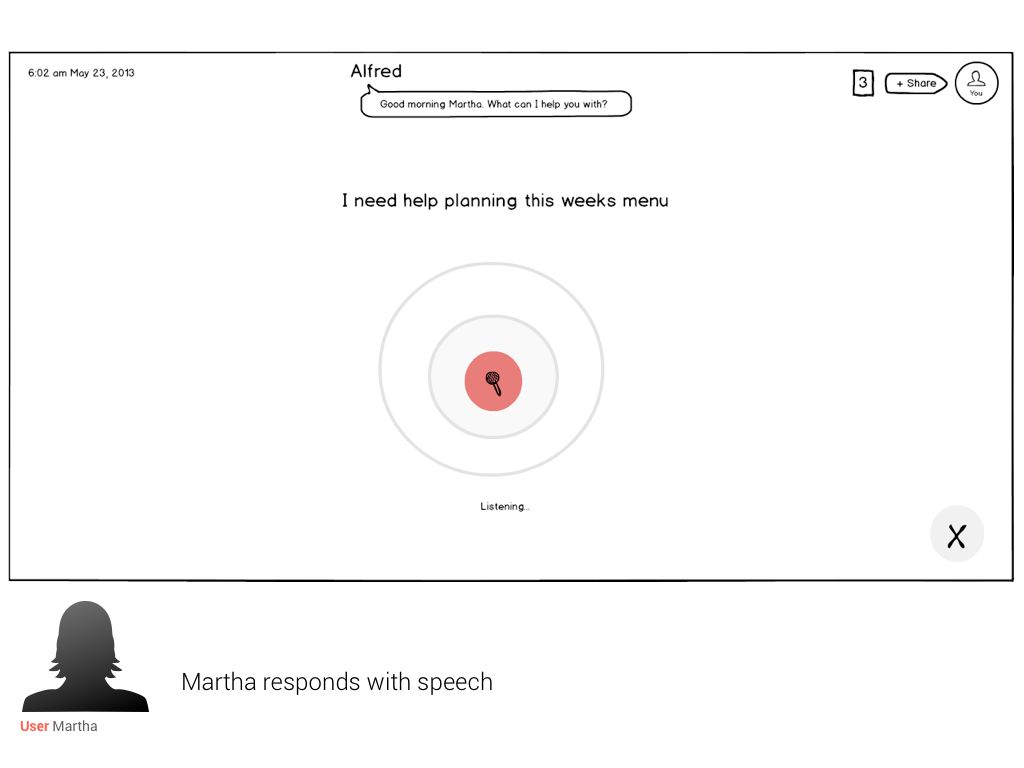 6:02 am May 23, 2013
Alfred
3
+ Share
You
Good morning Martha. What can I help you with?
I need help planning this weeks menu
Listening...
X
Martha responds with speech
User Martha